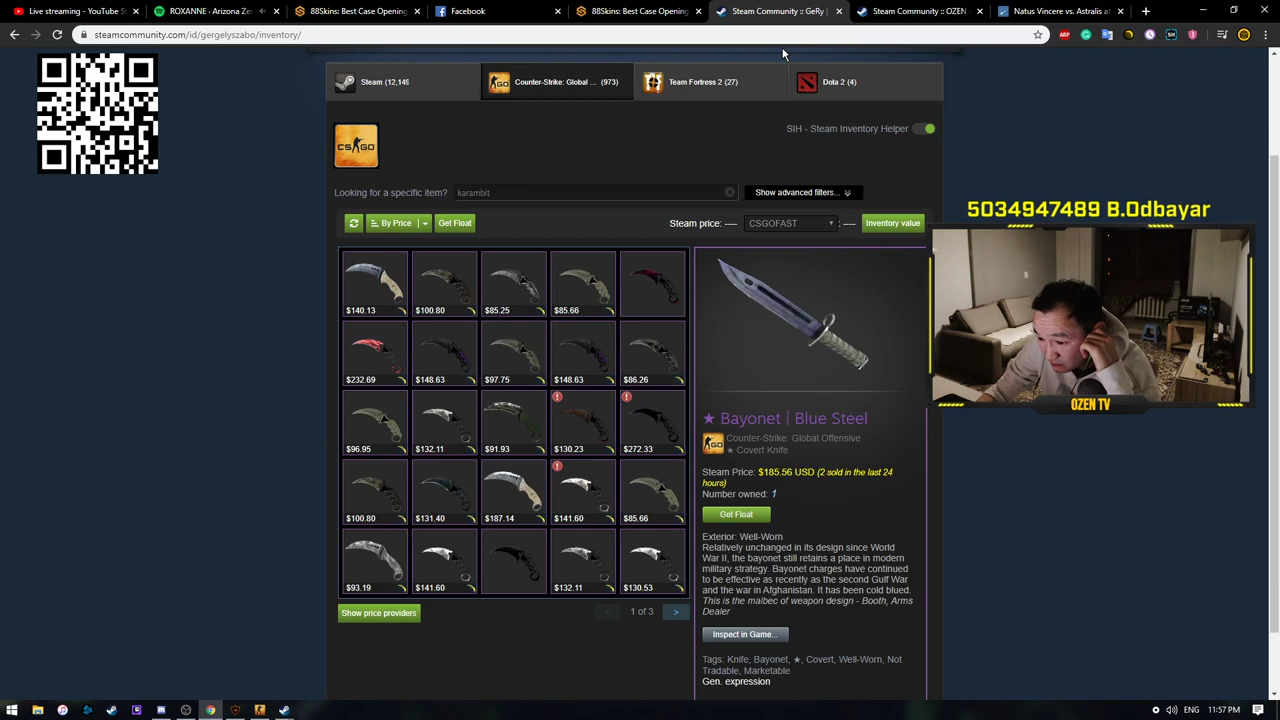 Live streaming - YouTube
ROXANNE - Arizona Zer
88Skins: Best Case Opening
Facebook
88Skins: Best Case Opening
Steam Community :: GeRy
Steam Community :: OZEN
Natus Vincere vs. Astralis at
steamcommunity.com/id/gergelyszabo/inventory/
Steam (12,149
Counter-Strike: Global ... (973)
Team Fortress 2 (27)
Dota 2 (4)
SIH - Steam Inventory Helper
CS GO
Looking for a specific item?
karambit
Show advanced filters...
By Price
Get Float
Steam price: ----
CSGOFAST
: ----
Inventory value
5034947489 B.Odbayar
$140.13
$100.80
$85.25
$85.66
$232.69
$148.63
$97.75
$148.63
$86.26
$96.95
$132.11
$91.93
$130.23
$272.33
$100.80
$131.40
$187.14
$141.60
$85.66
$93.19
$141.60
$132.11
$130.53
Show price providers
<
1 of 3
>
★ Bayonet | Blue Steel
Counter-Strike: Global Offensive
★ Covert Knife
Steam Price: $185.56 USD (2 sold in the last 24
hours)
Number owned: 1
Get Float
Exterior: Well-Worn
Relatively unchanged in its design since World
War II, the bayonet still retains a place in modern
military strategy. Bayonet charges have continued
to be effective as recently as the second Gulf War
and the war in Afghanistan. It has been cold blued.
This is the malbec of weapon design - Booth, Arms
Dealer
Inspect in Game...
Tags: Knife, Bayonet, ★, Covert, Well-Worn, Not
Tradable, Marketable
Gen. expression
OZEN TV
ENG
11:57 PM